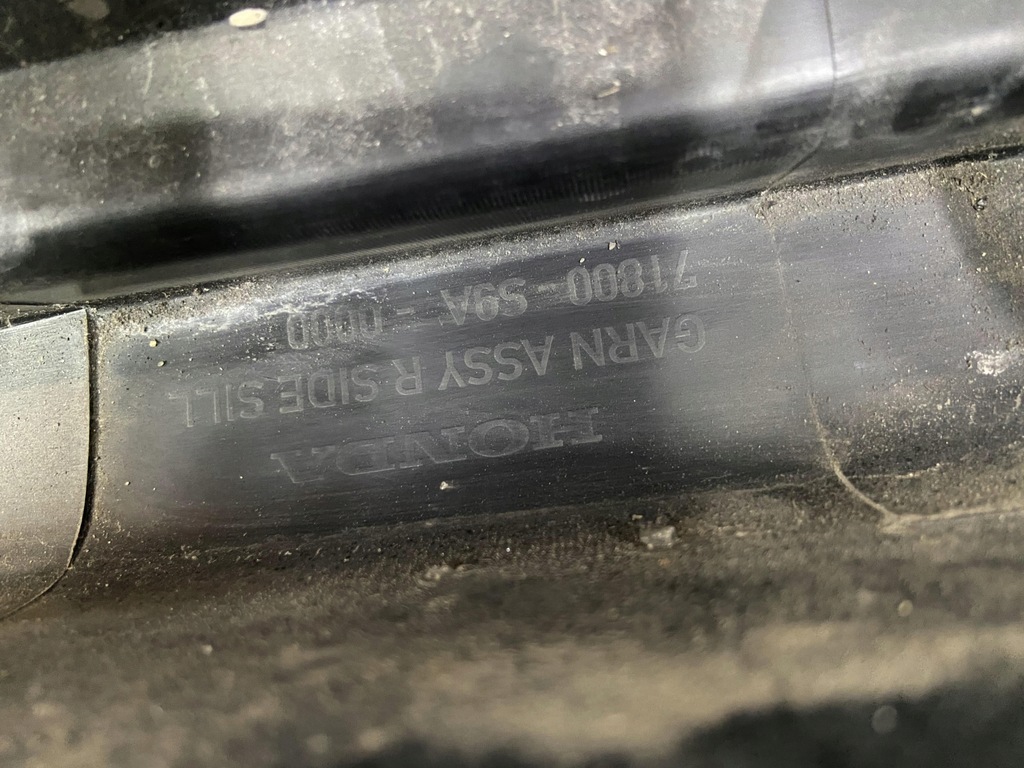 HONDA
GARN ASSY R SIDE SILL
71800 - S9A - 0000